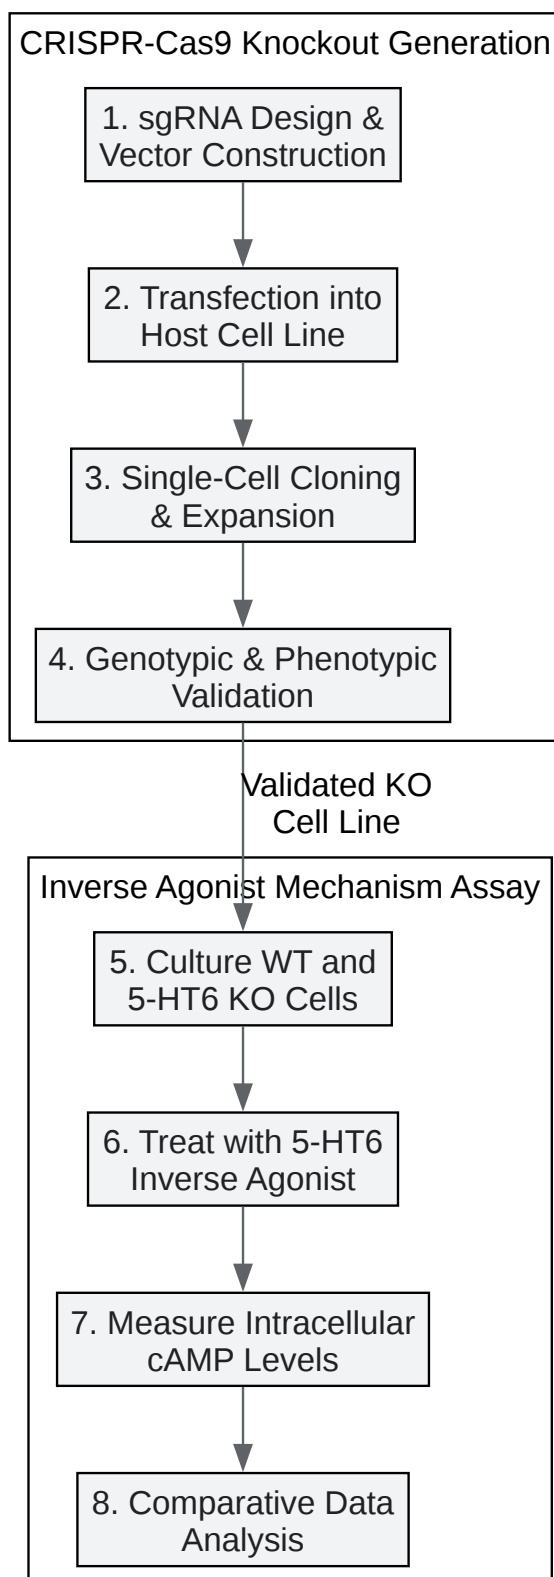 CRISPR-Cas9 Knockout Generation
1. sgRNA Design &
Vector Construction
2. Transfection into
Host Cell Line
3. Single-Cell Cloning
& Expansion
4. Genotypic & Phenotypic
Validation
Validated KO
Cell Line
Inverse Agonist Mechanism Assay
5. Culture WT and
5-HT6 KO Cells
6. Treat with 5-HT6
Inverse Agonist
7. Measure Intracellular
cAMP Levels
8. Comparative Data
Analysis